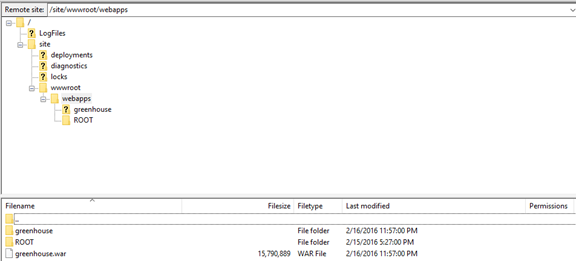 Remote site: /site/wwwroot/webapps
/
? LogFiles
site
? deployments
? diagnostics
? locks
wwwroot
webapps
? greenhouse
ROOT
Filename Filesize Filetype Last modified Permissions
..
greenhouse File folder 2/16/2016 11:57:00 PM
ROOT File folder 2/15/2016 5:27:00 PM
greenhouse.war 15,790,889 WAR File 2/16/2016 11:57:00 PM